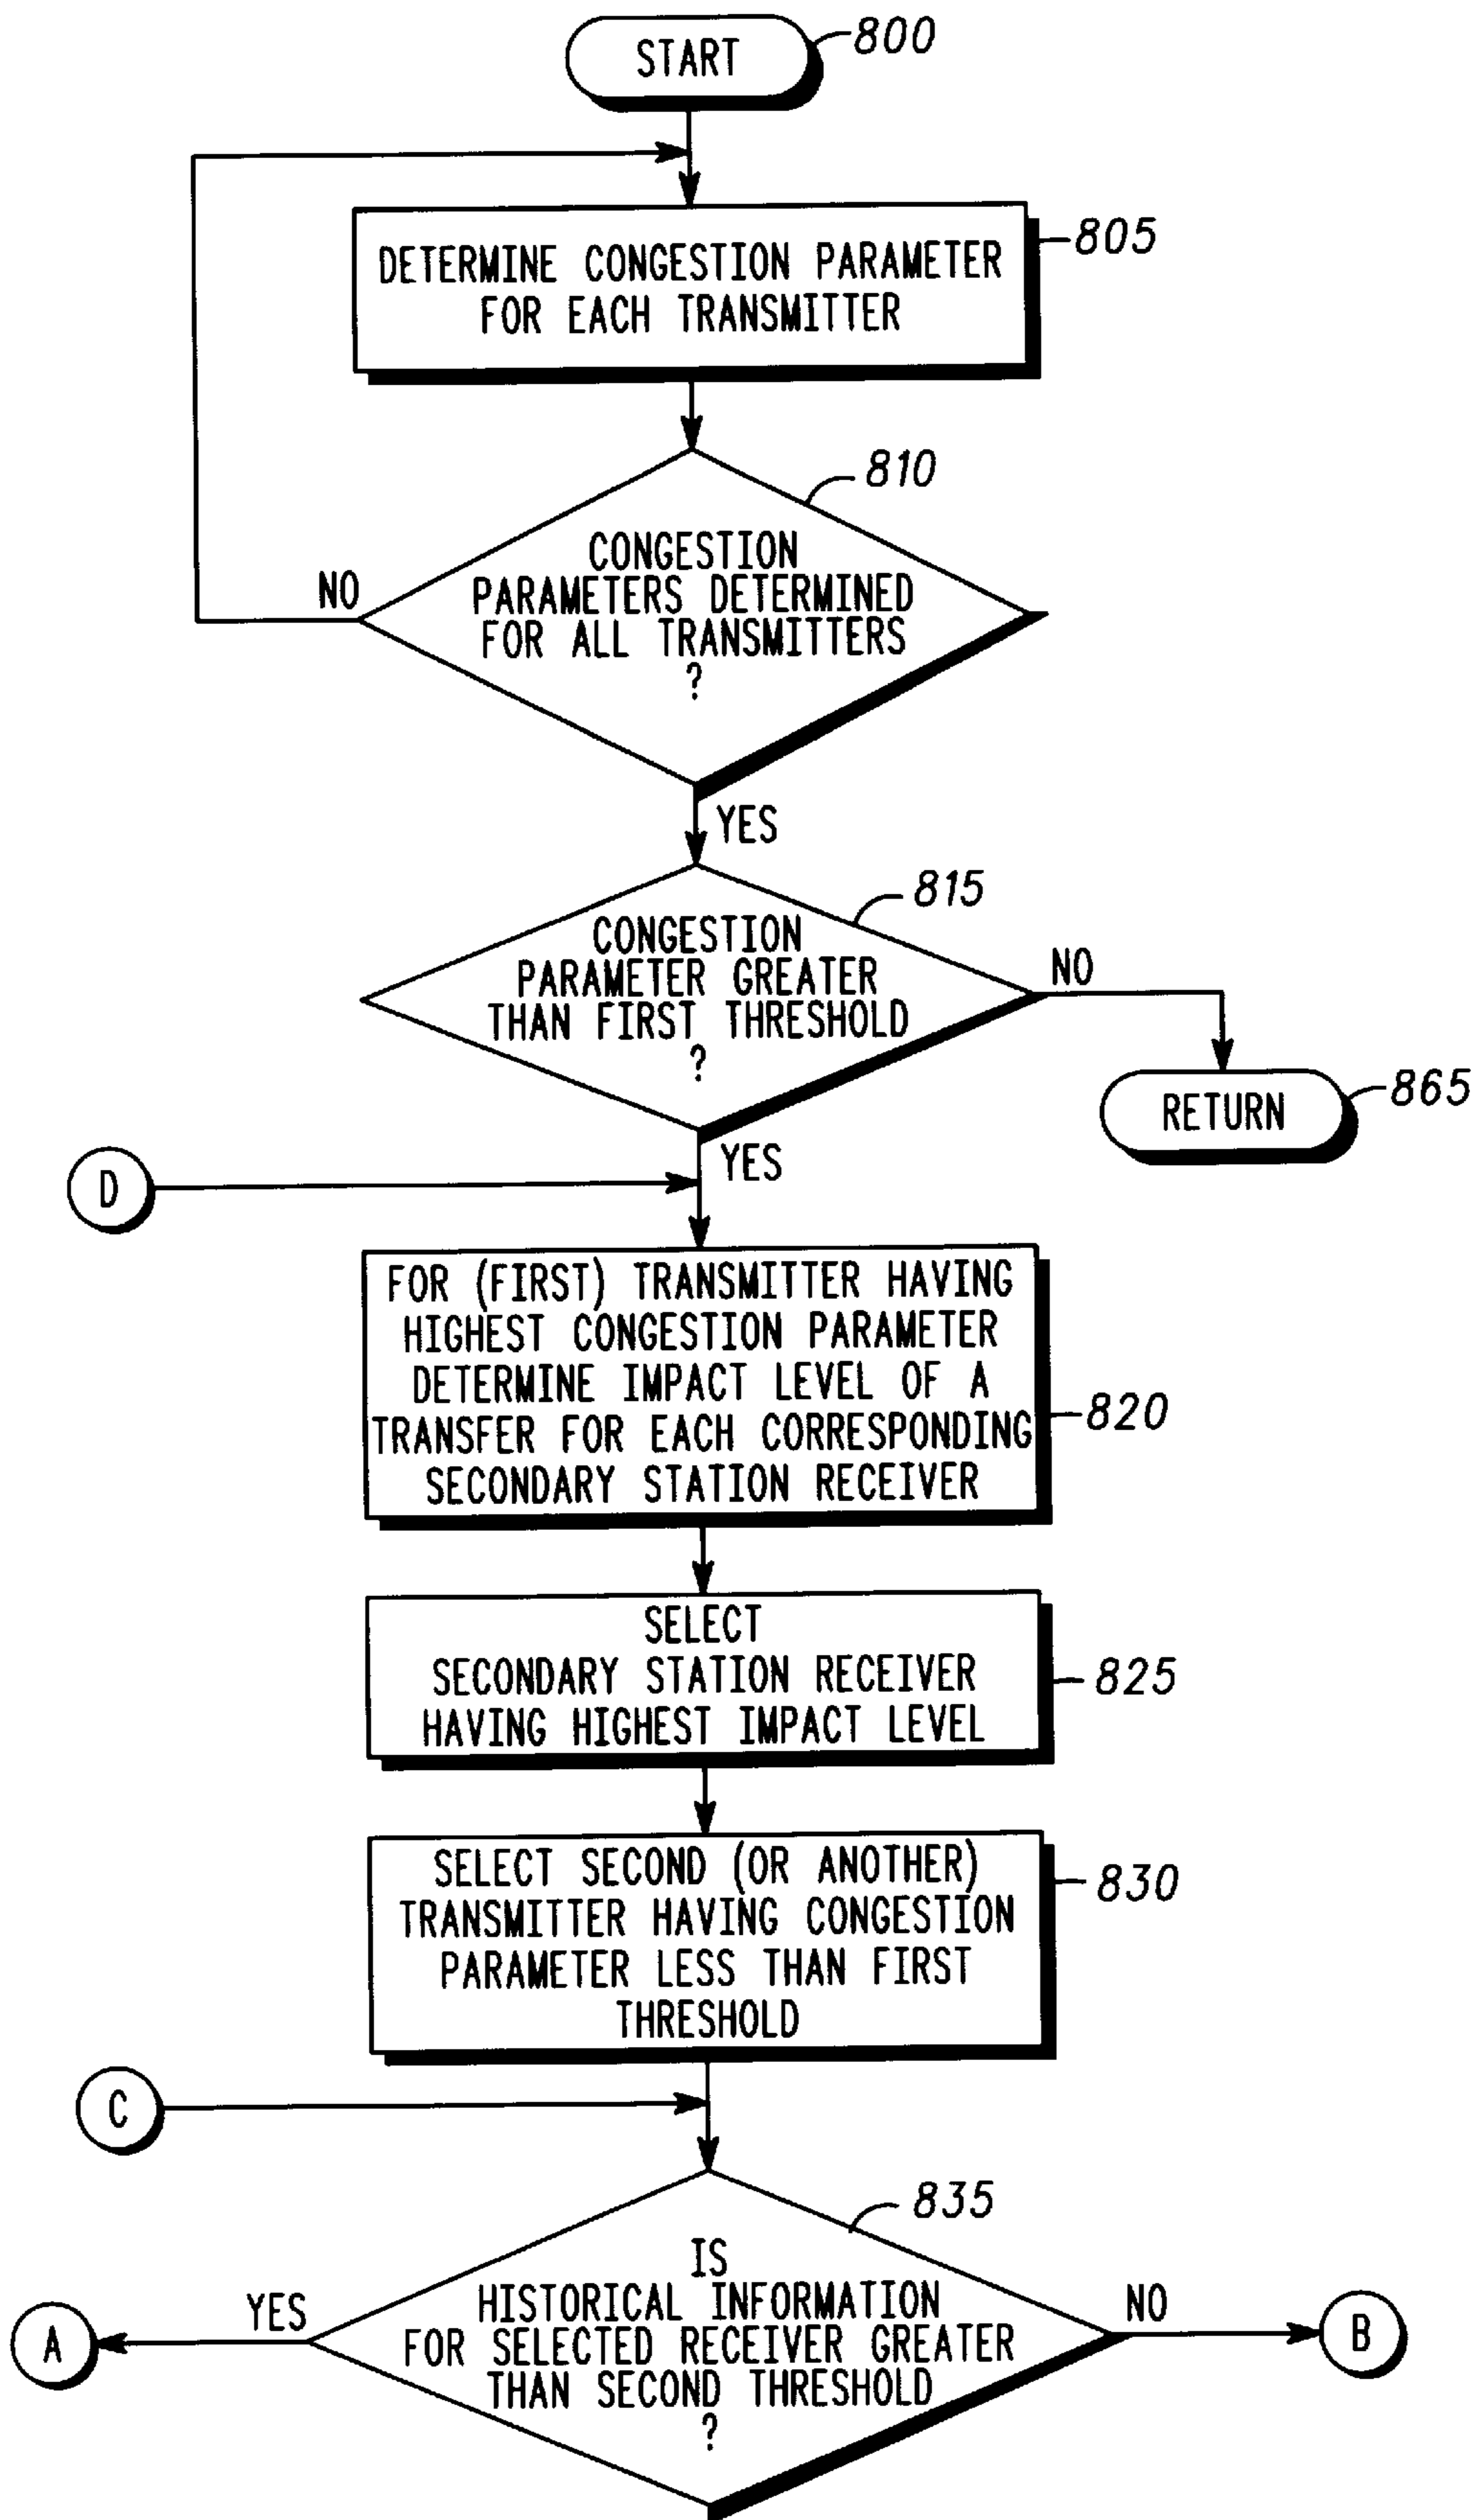 START
800
DETERMINE CONGESTION PARAMETER
FOR EACH TRANSMITTER
805
810
CONGESTION
PARAMETERS DETERMINED
FOR ALL TRANSMITTERS
?
NO
YES
815
CONGESTION
PARAMETER GREATER
THAN FIRST THRESHOLD
?
NO
RETURN
865
YES
D
FOR (FIRST) TRANSMITTER HAVING
HIGHEST CONGESTION PARAMETER
DETERMINE IMPACT LEVEL OF A
TRANSFER FOR EACH CORRESPONDING
SECONDARY STATION RECEIVER
820
SELECT
SECONDARY STATION RECEIVER
HAVING HIGHEST IMPACT LEVEL
825
SELECT SECOND (OR ANOTHER)
TRANSMITTER HAVING CONGESTION
PARAMETER LESS THAN FIRST
THRESHOLD
830
C
835
IS
HISTORICAL INFORMATION
FOR SELECTED RECEIVER GREATER
THAN SECOND THRESHOLD
?
YES
A
NO
B